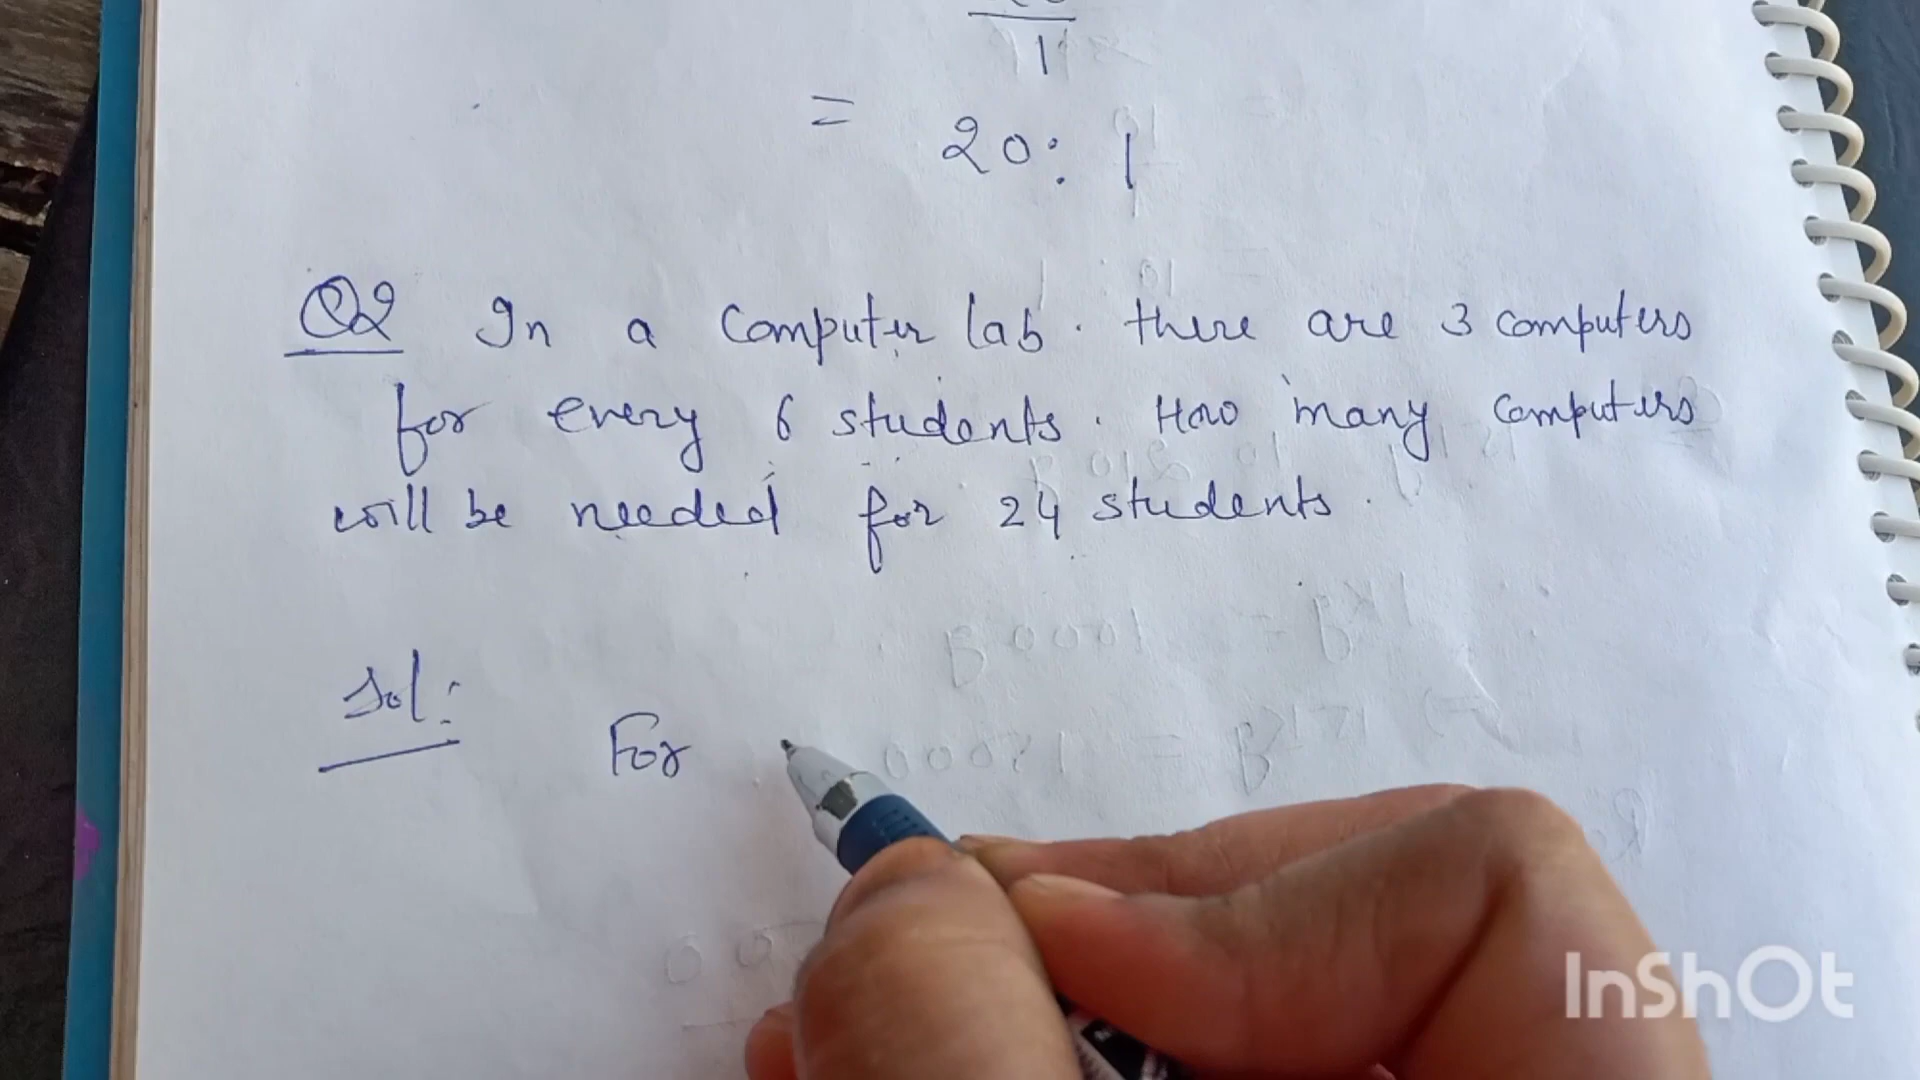 1
= 20 : 1
Q2 In a computer lab. there are 3 computers
for every 6 students. How many computers
will be needed for 24 students.
Sol:
For
InShOt